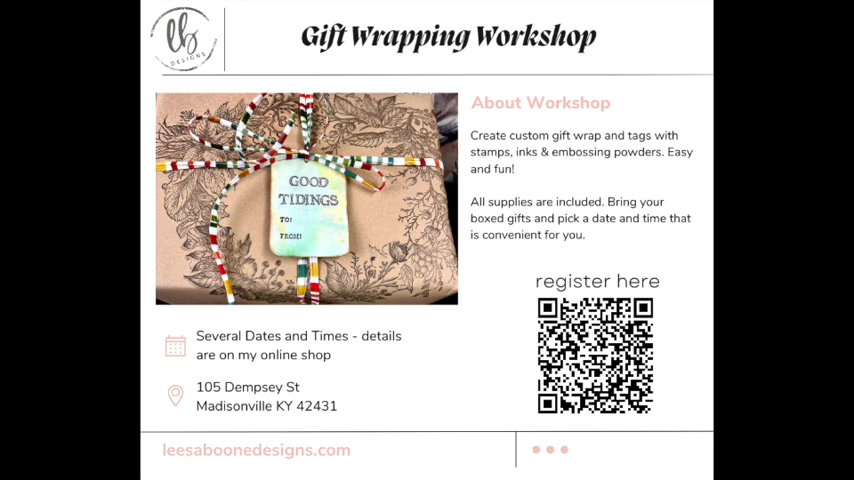 lb
DESIGNS
Gift Wrapping Workshop
GOOD
TIDINGS
TO:
FROM:
About Workshop
Create custom gift wrap and tags with
stamps, inks & embossing powders. Easy
and fun!
All supplies are included. Bring your
boxed gifts and pick a date and time that
is convenient for you.
register here
Several Dates and Times - details
are on my online shop
105 Dempsey St
Madisonville KY 42431
leesaboonedesigns.com